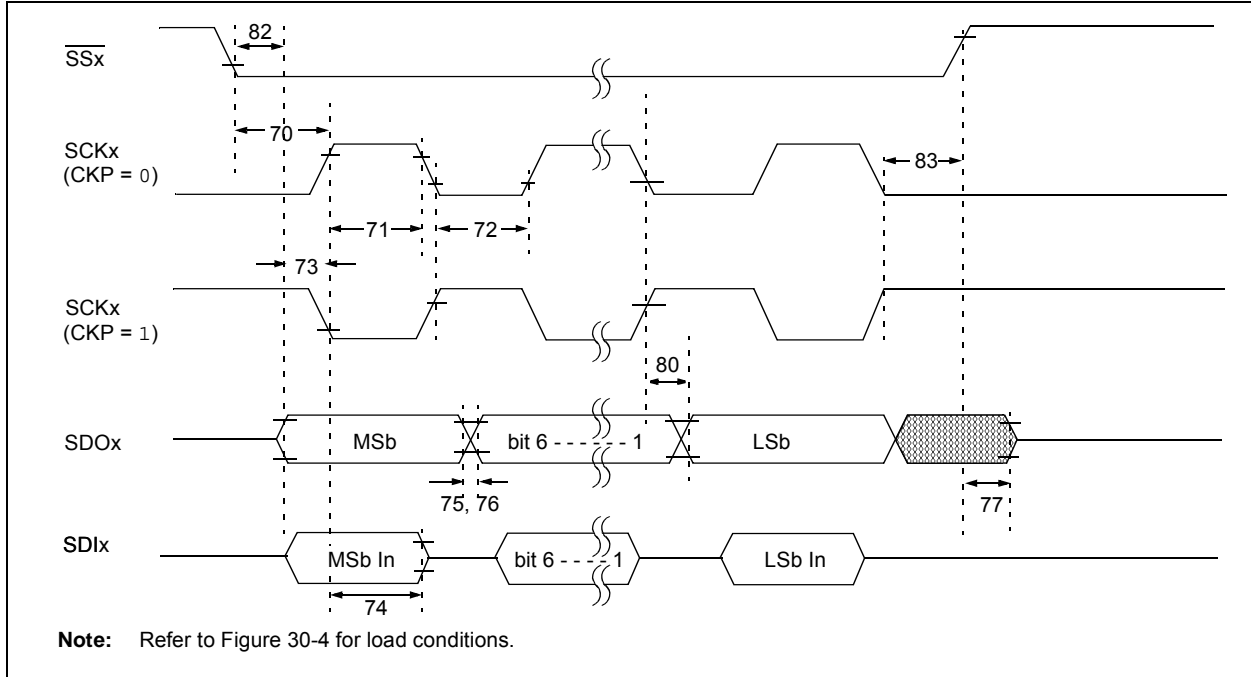 82
SSx
70
SCKx
(CKP = 0)
83
71
72
73
SCKx
(CKP = 1)
80
SDOx
MSb
bit 6 - - - - - - 1
LSb
75, 76
77
SDIx
MSb In
bit 6 - - - - 1
LSb In
74
Note: Refer to Figure 30-4 for load conditions.